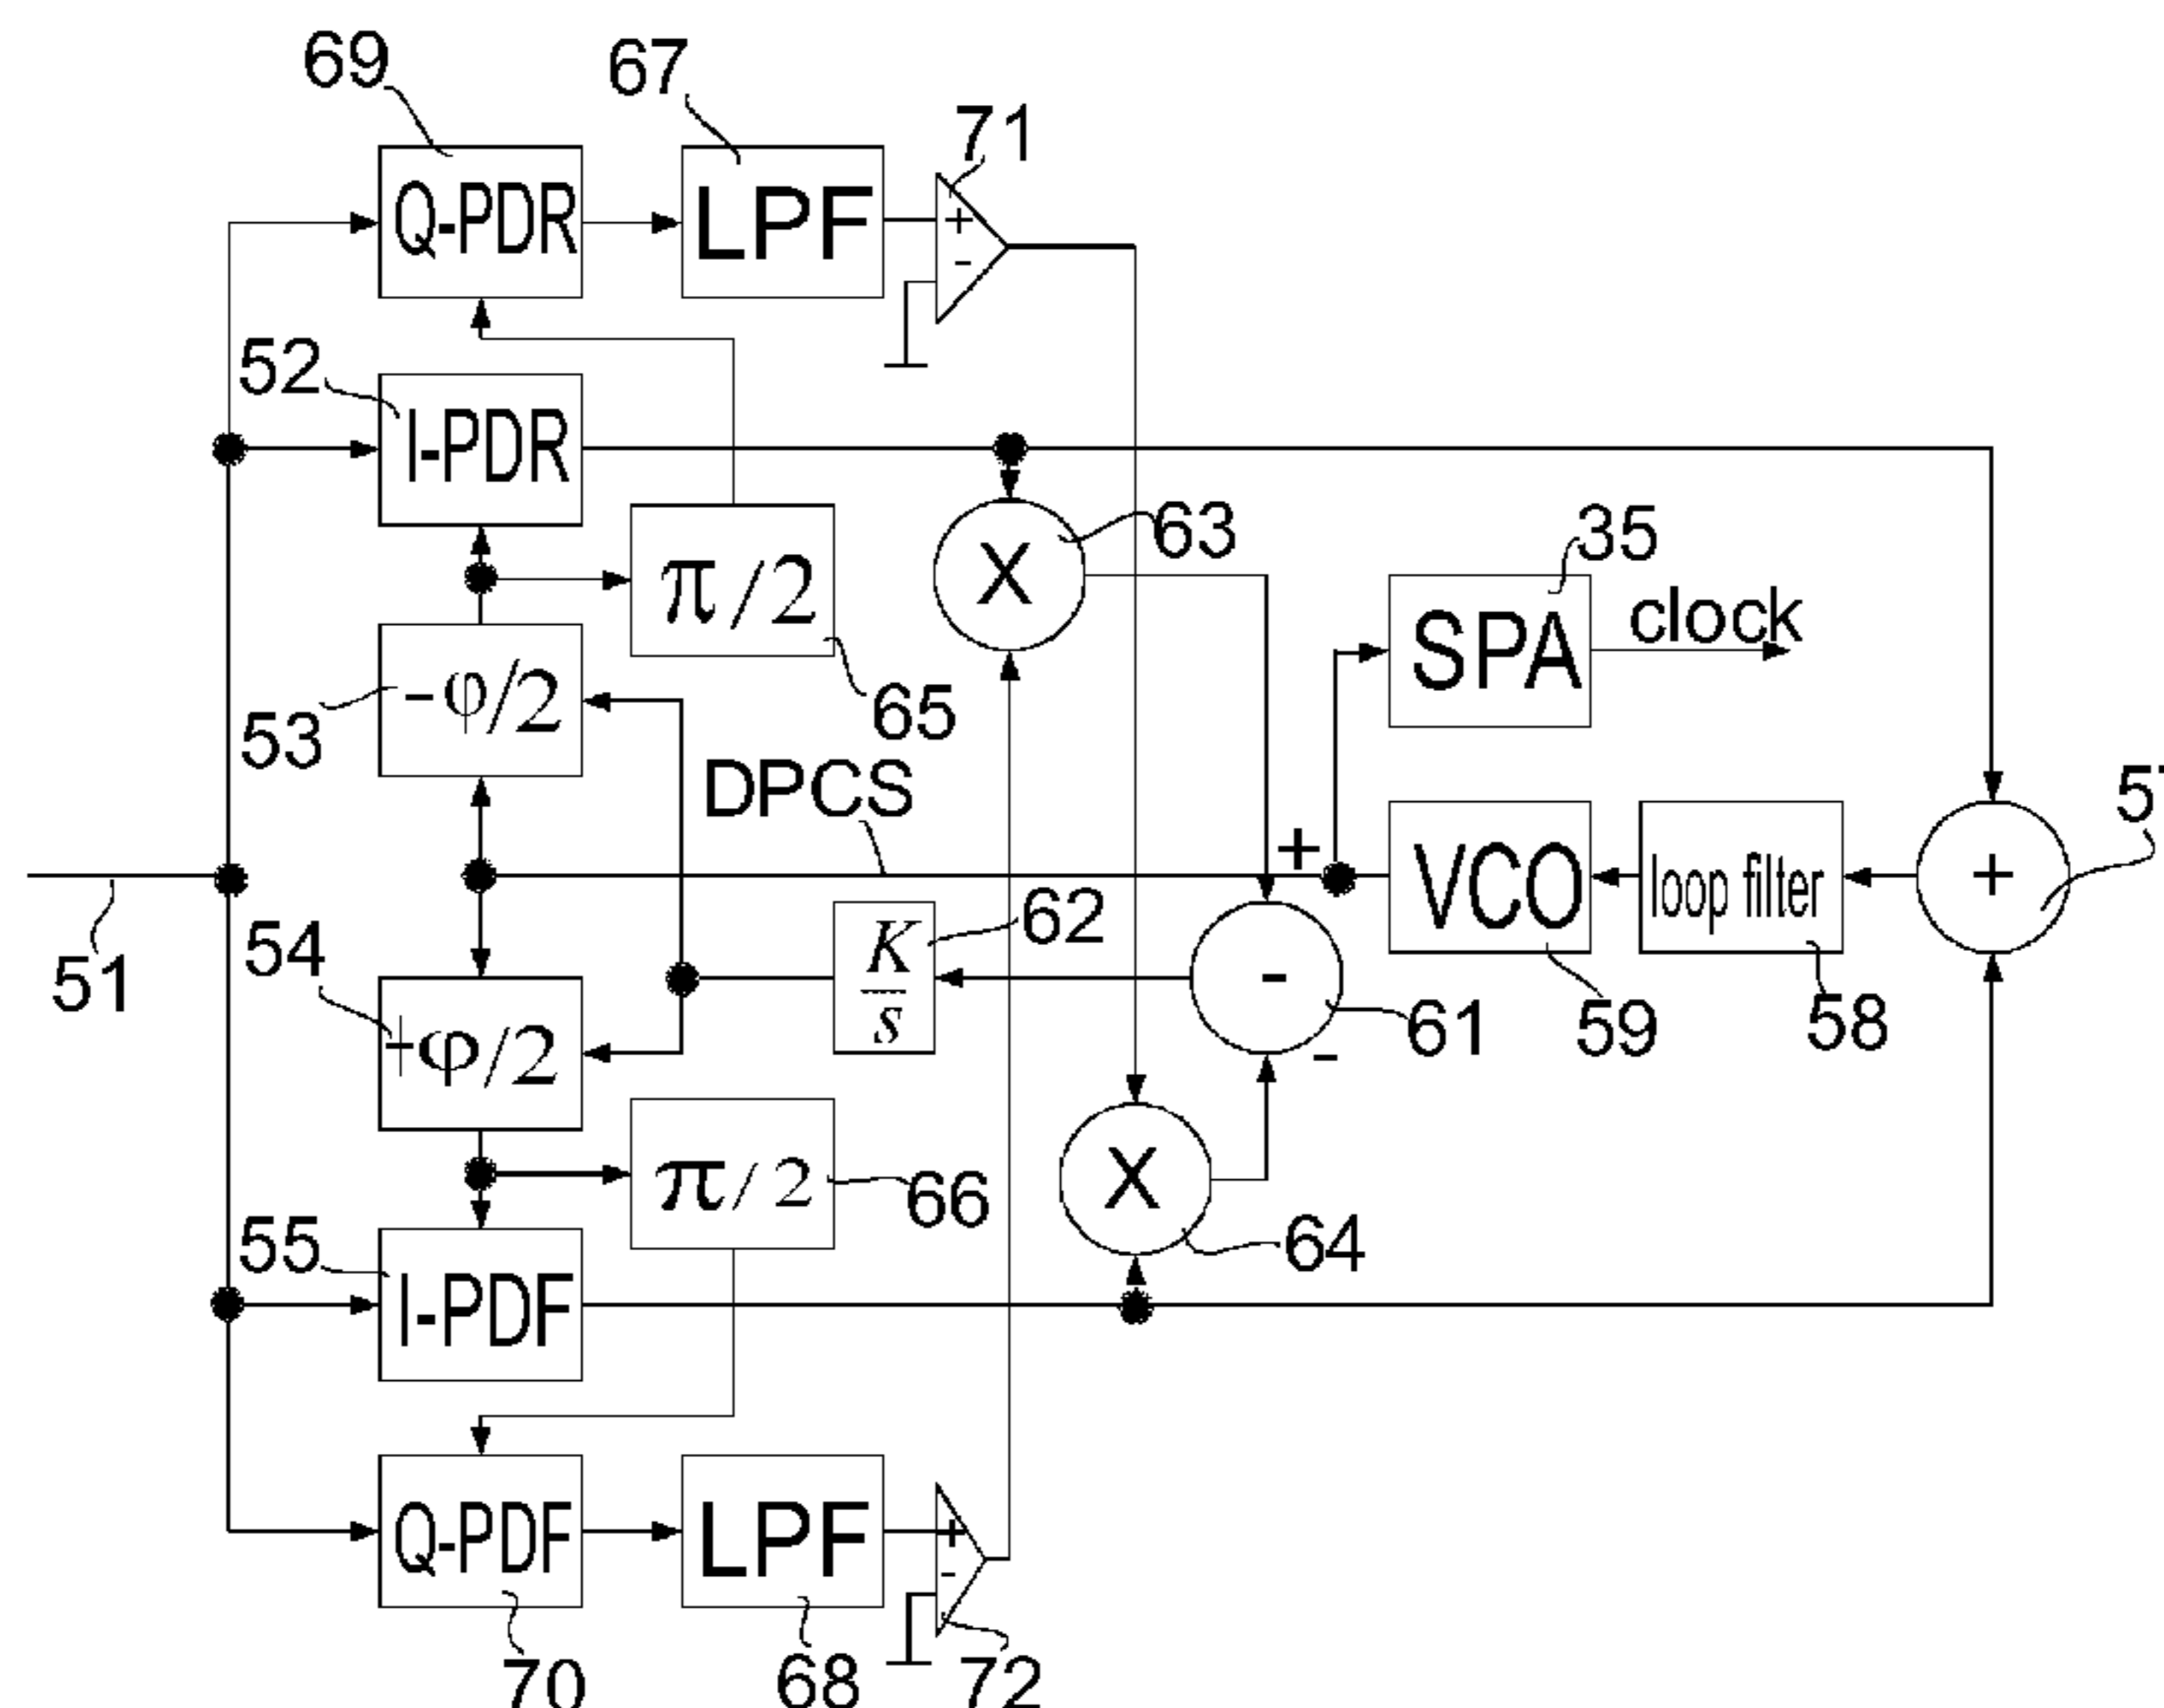 69
67
71
Q-PDR
LPF
+
-
52
I-PDR
63
35
π/2
X
SPA
clock
53
-φ/2
65
DPCS
57
+
VCO
loop filter
+
51
54
+φ/2
K
s
62
-
61
-
59
58
π/2
66
X
64
55
I-PDF
Q-PDF
LPF
+
-
70
68
72